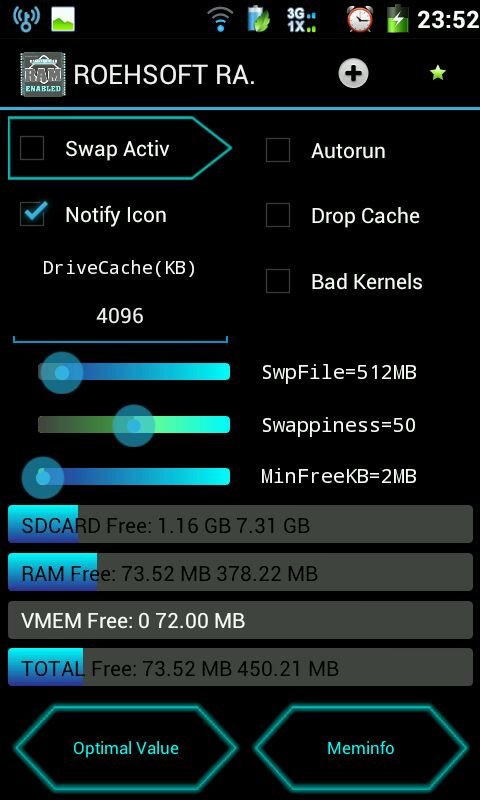 3G
1X
23:52
RAM
ENABLED
ROEHSOFT RA.
Swap Activ
Autorun
Notify Icon
Drop Cache
DriveCache(KB)
Bad Kernels
4096
SwpFile=512MB
Swappiness=50
MinFreeKB=2MB
SDCARD Free: 1.16 GB 7.31 GB
RAM Free: 73.52 MB 378.22 MB
VMEM Free: 0 72.00 MB
TOTAL Free: 73.52 MB 450.21 MB
Optimal Value
Meminfo